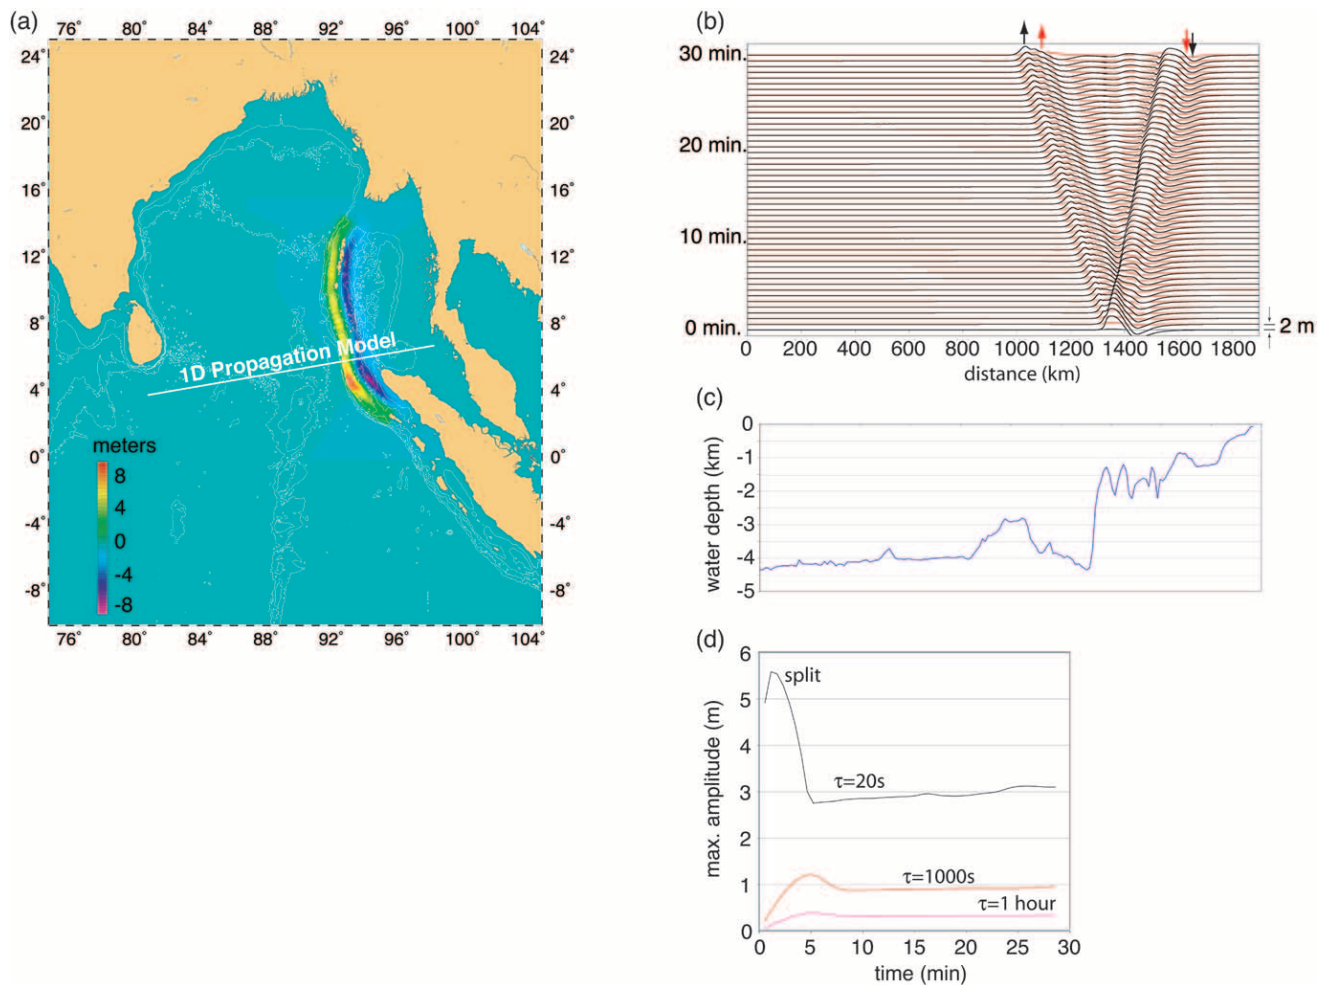 (a)
76° 80° 84° 88° 92° 96° 100° 104°
24° 24°
20° 20°
16° 16°
12° 12°
8° 8°
4° 4°
0° 0°
-4° -4°
-8° -8°
1D Propagation Model
meters
8
4
0
-4
-8
76° 80° 84° 88° 92° 96° 100° 104°
(b)
30 min.
20 min.
10 min.
0 min.
2 m
0 200 400 600 800 1000 1200 1400 1600 1800
distance (km)
(c)
0
-1
-2
-3
-4
-5
water depth (km)
(d)
6
5
4
3
2
1
0
max. amplitude (m)
split
τ=20s
τ=1000s
τ=1 hour
0 5 10 15 20 25 30
time (min)